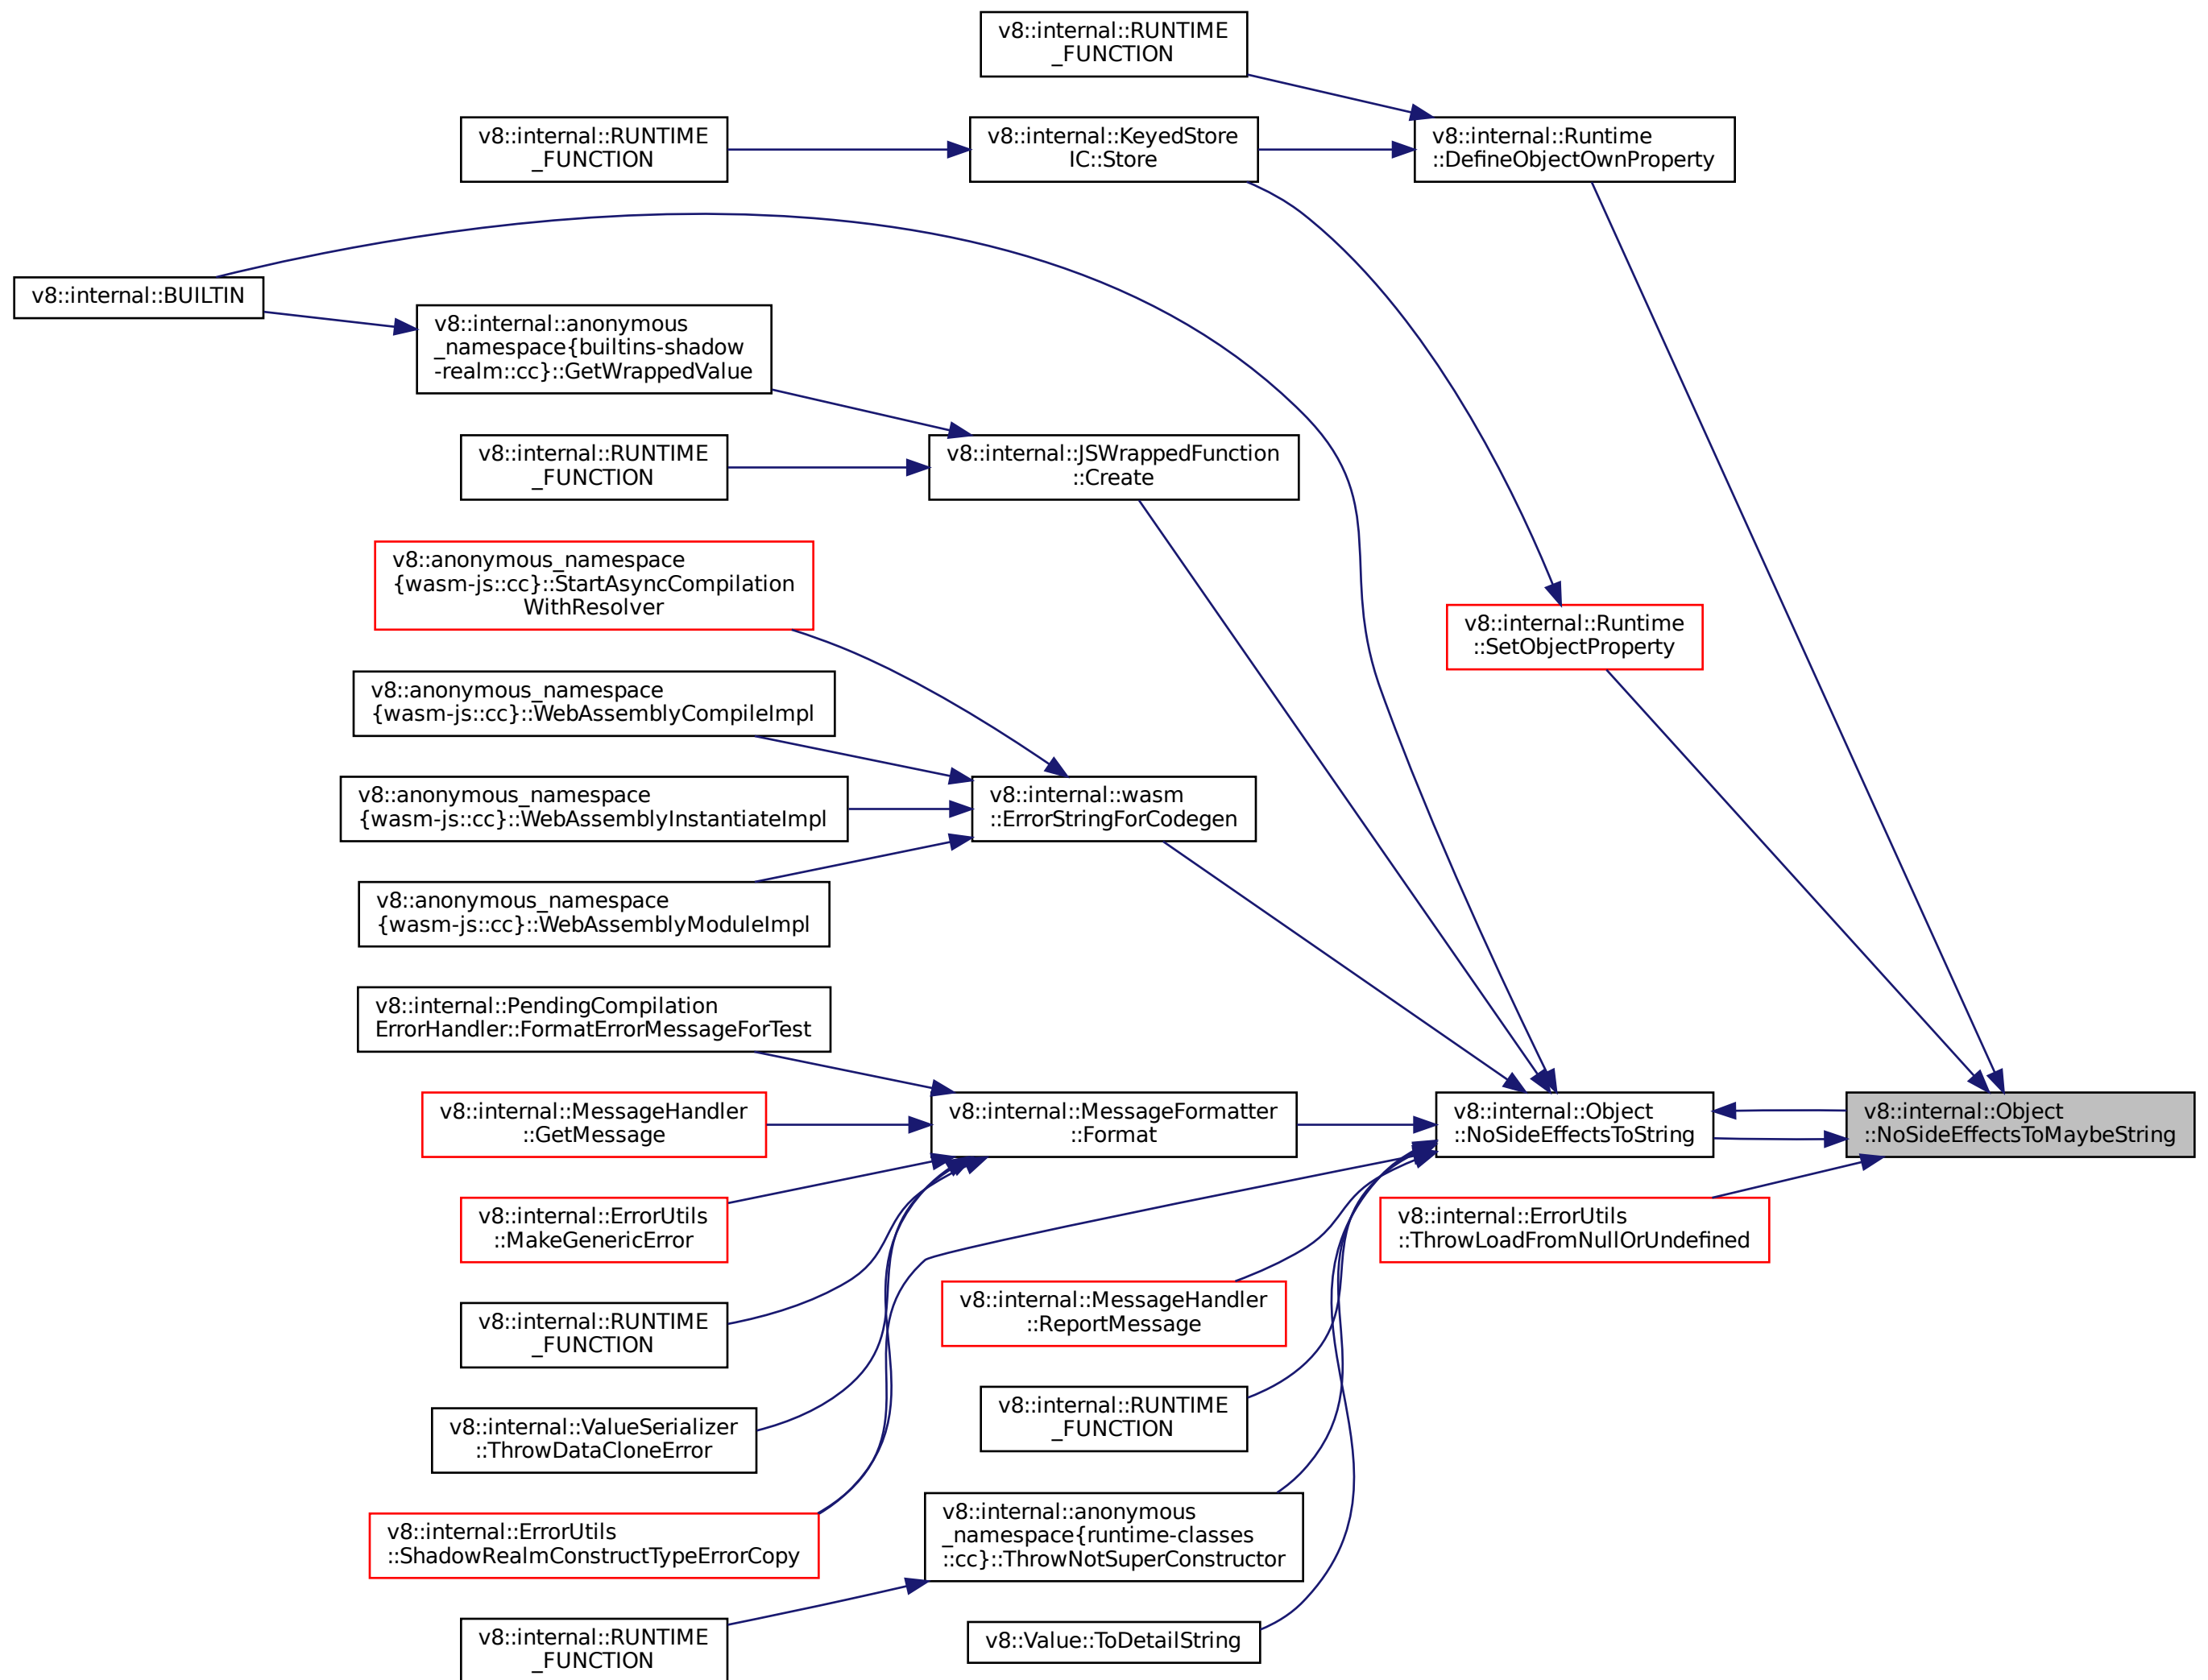 v8::internal::RUNTIME
_FUNCTION
v8::internal::RUNTIME
_FUNCTION
v8::internal::KeyedStore
IC::Store
v8::internal::Runtime
::DefineObjectOwnProperty
v8::internal::BUILTIN
v8::internal::anonymous
_namespace{builtins-shadow
-realm::cc}::GetWrappedValue
v8::internal::RUNTIME
_FUNCTION
v8::internal::JSWrappedFunction
::Create
v8::anonymous_namespace
{wasm-js::cc}::StartAsyncCompilation
WithResolver
v8::internal::Runtime
::SetObjectProperty
v8::anonymous_namespace
{wasm-js::cc}::WebAssemblyCompileImpl
v8::anonymous_namespace
{wasm-js::cc}::WebAssemblyInstantiateImpl
v8::internal::wasm
::ErrorStringForCodegen
v8::anonymous_namespace
{wasm-js::cc}::WebAssemblyModuleImpl
v8::internal::PendingCompilation
ErrorHandler::FormatErrorMessageForTest
v8::internal::MessageHandler
::GetMessage
v8::internal::MessageFormatter
::Format
v8::internal::Object
::NoSideEffectsToString
v8::internal::Object
::NoSideEffectsToMaybeString
v8::internal::ErrorUtils
::MakeGenericError
v8::internal::ErrorUtils
::ThrowLoadFromNullOrUndefined
v8::internal::MessageHandler
::ReportMessage
v8::internal::RUNTIME
_FUNCTION
v8::internal::RUNTIME
_FUNCTION
v8::internal::ValueSerializer
::ThrowDataCloneError
v8::internal::ErrorUtils
::ShadowRealmConstructTypeErrorCopy
v8::internal::anonymous
_namespace{runtime-classes
::cc}::ThrowNotSuperConstructor
v8::internal::RUNTIME
_FUNCTION
v8::Value::ToDetailString